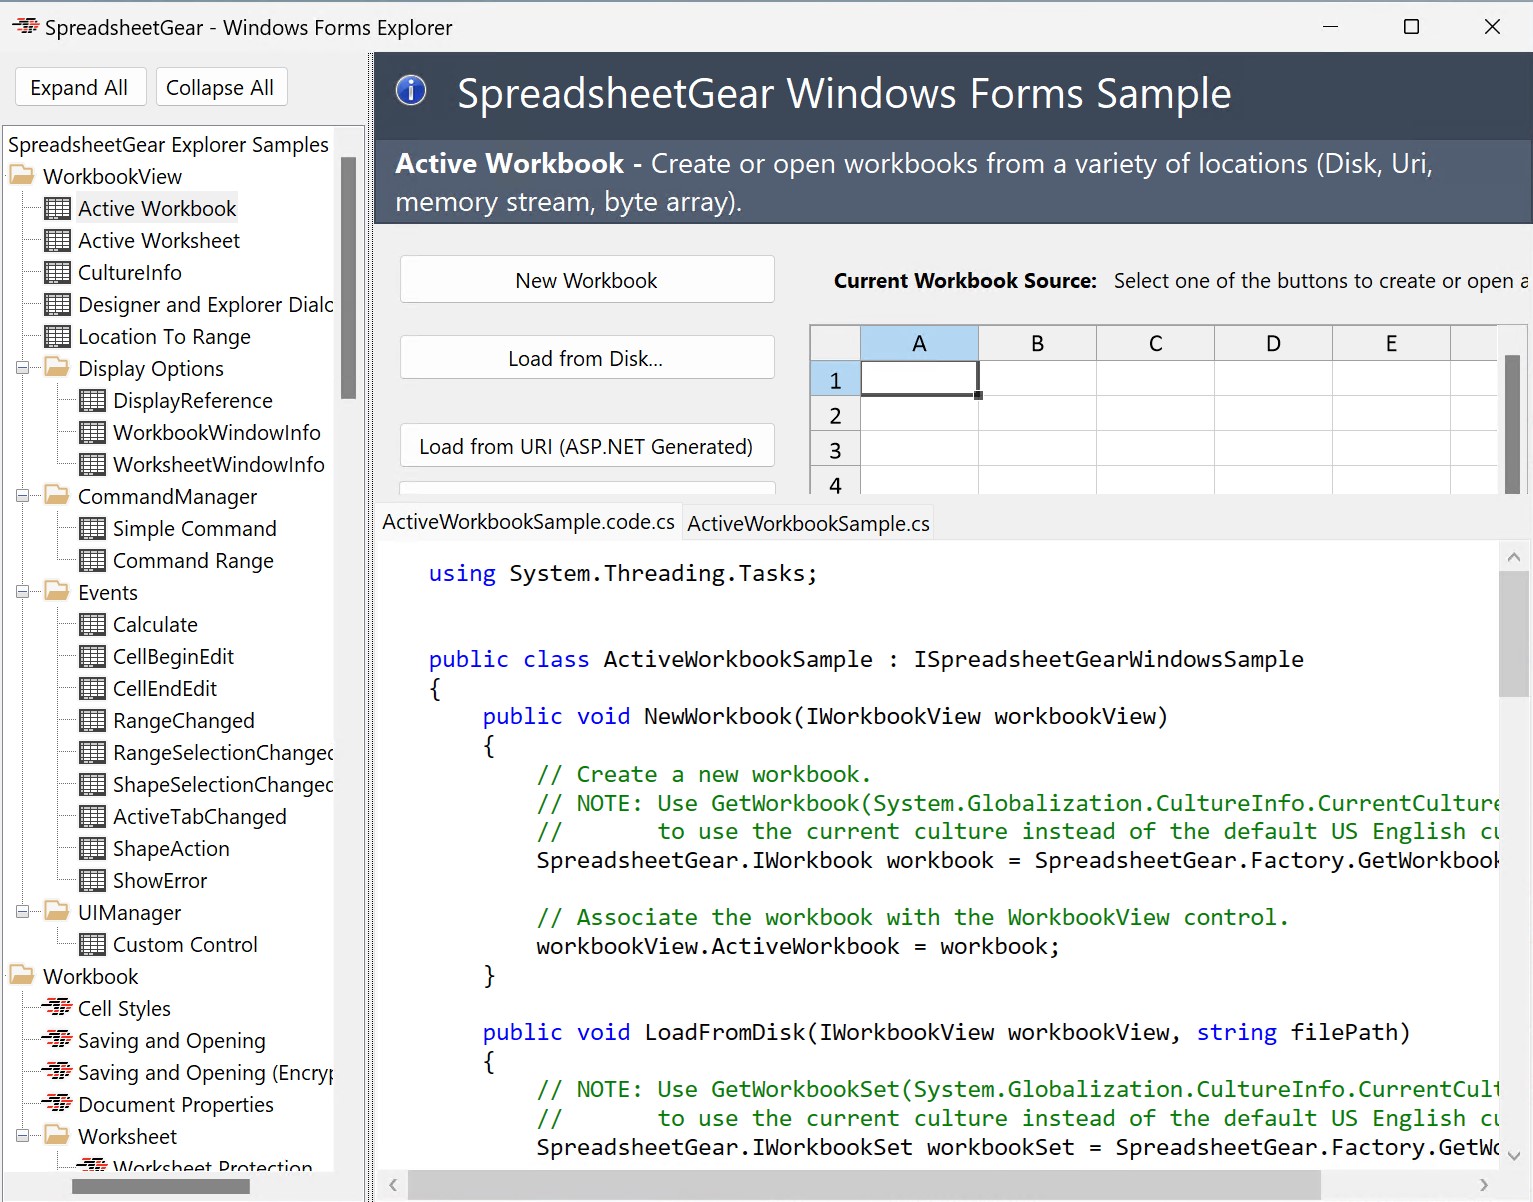 SpreadsheetGear - Windows Forms Explorer
Expand All
Collapse All
SpreadsheetGear Explorer Samples
WorkbookView
Active Workbook
Active Worksheet
CultureInfo
Designer and Explorer Dialo
Location To Range
Display Options
DisplayReference
WorkbookWindowInfo
WorksheetWindowInfo
CommandManager
Simple Command
Command Range
Events
Calculate
CellBeginEdit
CellEndEdit
RangeChanged
RangeSelectionChanged
ShapeSelectionChanged
ActiveTabChanged
ShapeAction
ShowError
UIManager
Custom Control
Workbook
Cell Styles
Saving and Opening
Saving and Opening (Encryp
Document Properties
Worksheet
Worksheet Protection
SpreadsheetGear Windows Forms Sample
Active Workbook - Create or open workbooks from a variety of locations (Disk, Uri,
memory stream, byte array).
New Workbook
Load from Disk...
Load from URI (ASP.NET Generated)
Current Workbook Source: Select one of the buttons to create or open a
A B C D E
1
2
3
4
ActiveWorkbookSample.code.cs
ActiveWorkbookSample.cs
using System.Threading.Tasks;
public class ActiveWorkbookSample : ISpreadsheetGearWindowsSample
{
public void NewWorkbook(IWorkbookView workbookView)
{
// Create a new workbook.
// NOTE: Use GetWorkbook(System.Globalization.CultureInfo.CurrentCulture
// to use the current culture instead of the default US English cu
SpreadsheetGear.IWorkbook workbook = SpreadsheetGear.Factory.GetWorkbook
// Associate the workbook with the WorkbookView control.
workbookView.ActiveWorkbook = workbook;
}
public void LoadFromDisk(IWorkbookView workbookView, string filePath)
{
// NOTE: Use GetWorkbookSet(System.Globalization.CultureInfo.CurrentCult
// to use the current culture instead of the default US English cu
SpreadsheetGear.IWorkbookSet workbookSet = SpreadsheetGear.Factory.GetWo